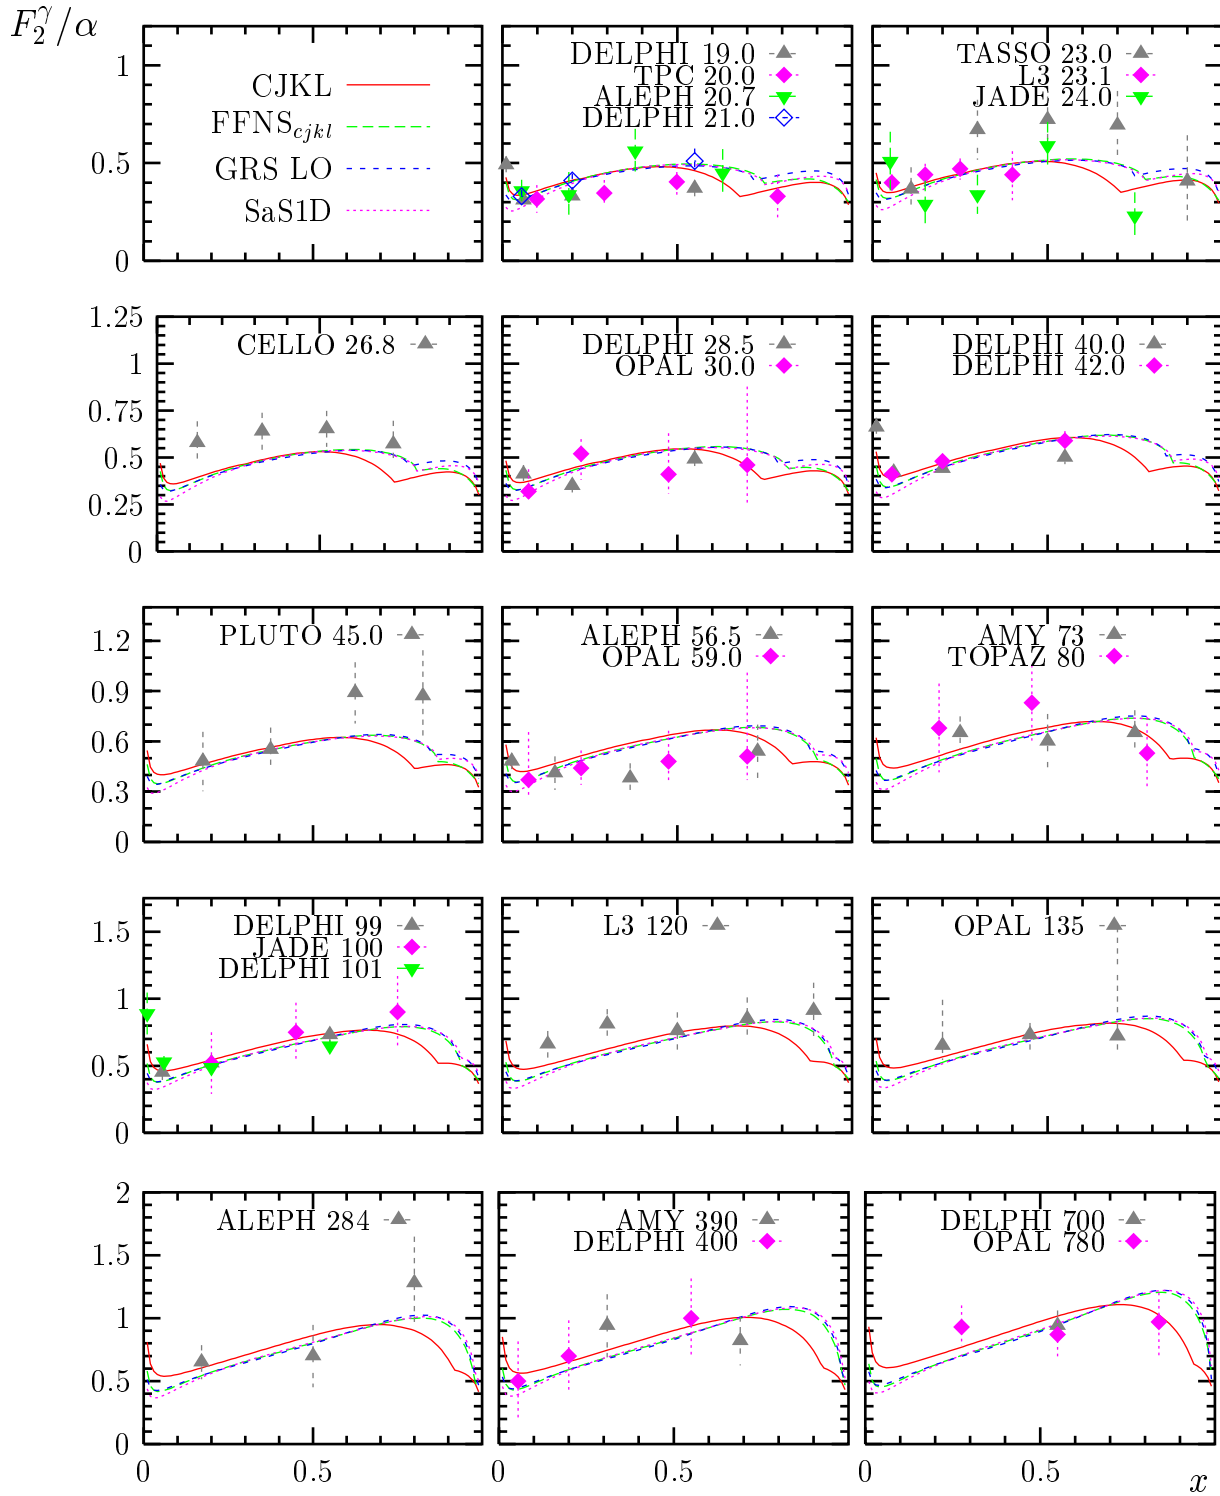 F₂^γ/α
1
0.5
0
CJKL
FFNS_cjkl
GRS LO
SaS1D
DELPHI 19.0
TPC 20.0
ALEPH 20.7
DELPHI 21.0
TASSO 23.0
L3 23.1
JADE 24.0
1.25
1
0.75
0.5
0.25
0
CELLO 26.8
DELPHI 28.5
OPAL 30.0
DELPHI 40.0
DELPHI 42.0
1.2
0.9
0.6
0.3
0
PLUTO 45.0
ALEPH 56.5
OPAL 59.0
AMY 73
TOPAZ 80
1.5
1
0.5
0
DELPHI 99
JADE 100
DELPHI 101
L3 120
OPAL 135
2
1.5
1
0.5
0
ALEPH 284
AMY 390
DELPHI 400
DELPHI 700
OPAL 780
0 0.5 0 0.5 0 0.5 x